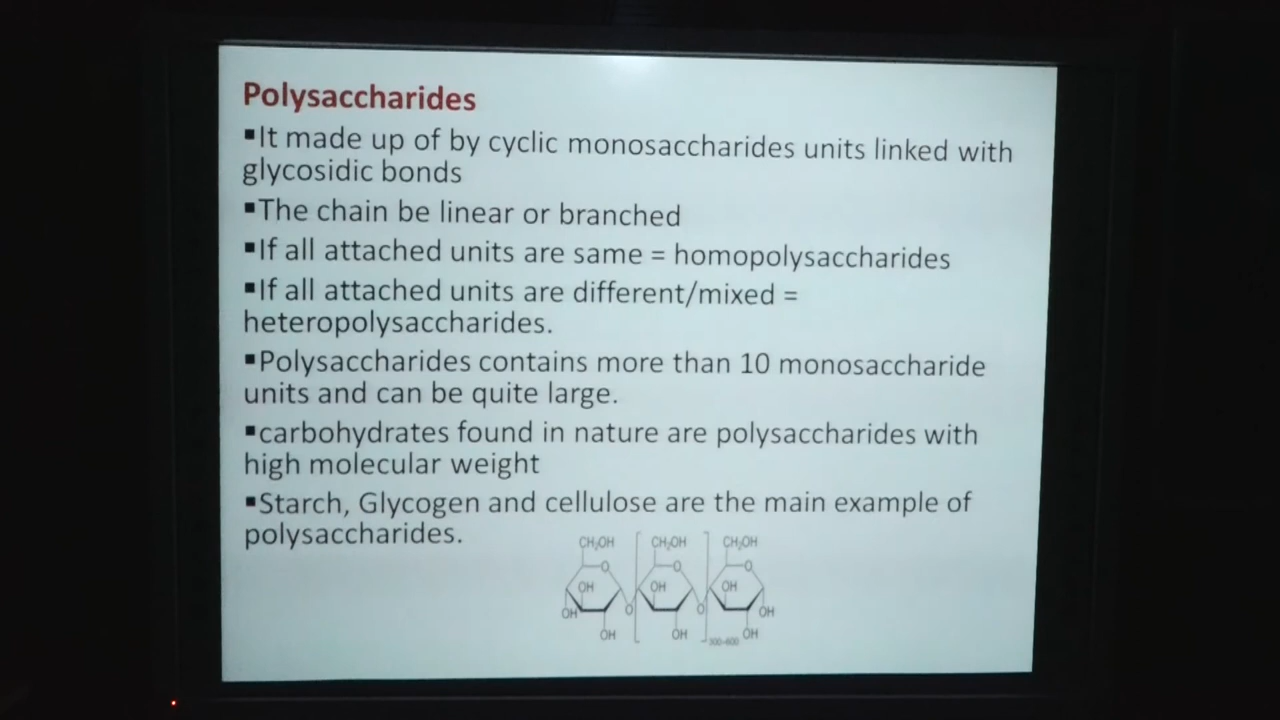 Polysaccharides
▪It made up of by cyclic monosaccharides units linked with
glycosidic bonds
▪The chain be linear or branched
▪If all attached units are same = homopolysaccharides
▪If all attached units are different/mixed =
heteropolysaccharides.
▪Polysaccharides contains more than 10 monosaccharide
units and can be quite large.
▪carbohydrates found in nature are polysaccharides with
high molecular weight
▪Starch, Glycogen and cellulose are the main example of
polysaccharides.
CH₂OH CH₂OH CH₂OH
O O O
OH OH OH
OH O O OH
OH OH OH
300-600